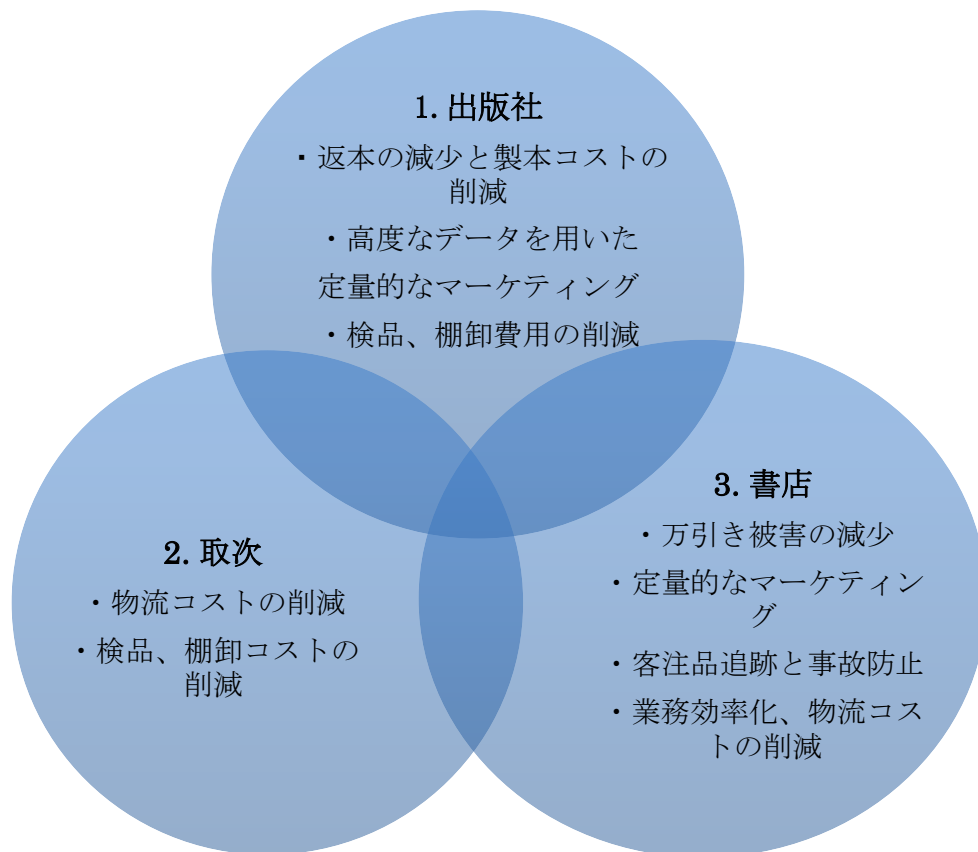 1. 出版社
・返本の減少と製本コストの
削減
・高度なデータを用いた
定量的なマーケティング
・検品、棚卸費用の削減
2. 取次
・物流コストの削減
・検品、棚卸コストの
削減
3. 書店
・万引き被害の減少
・定量的なマーケティン
グ
・客注品追跡と事故防止
・業務効率化、物流コス
トの削減